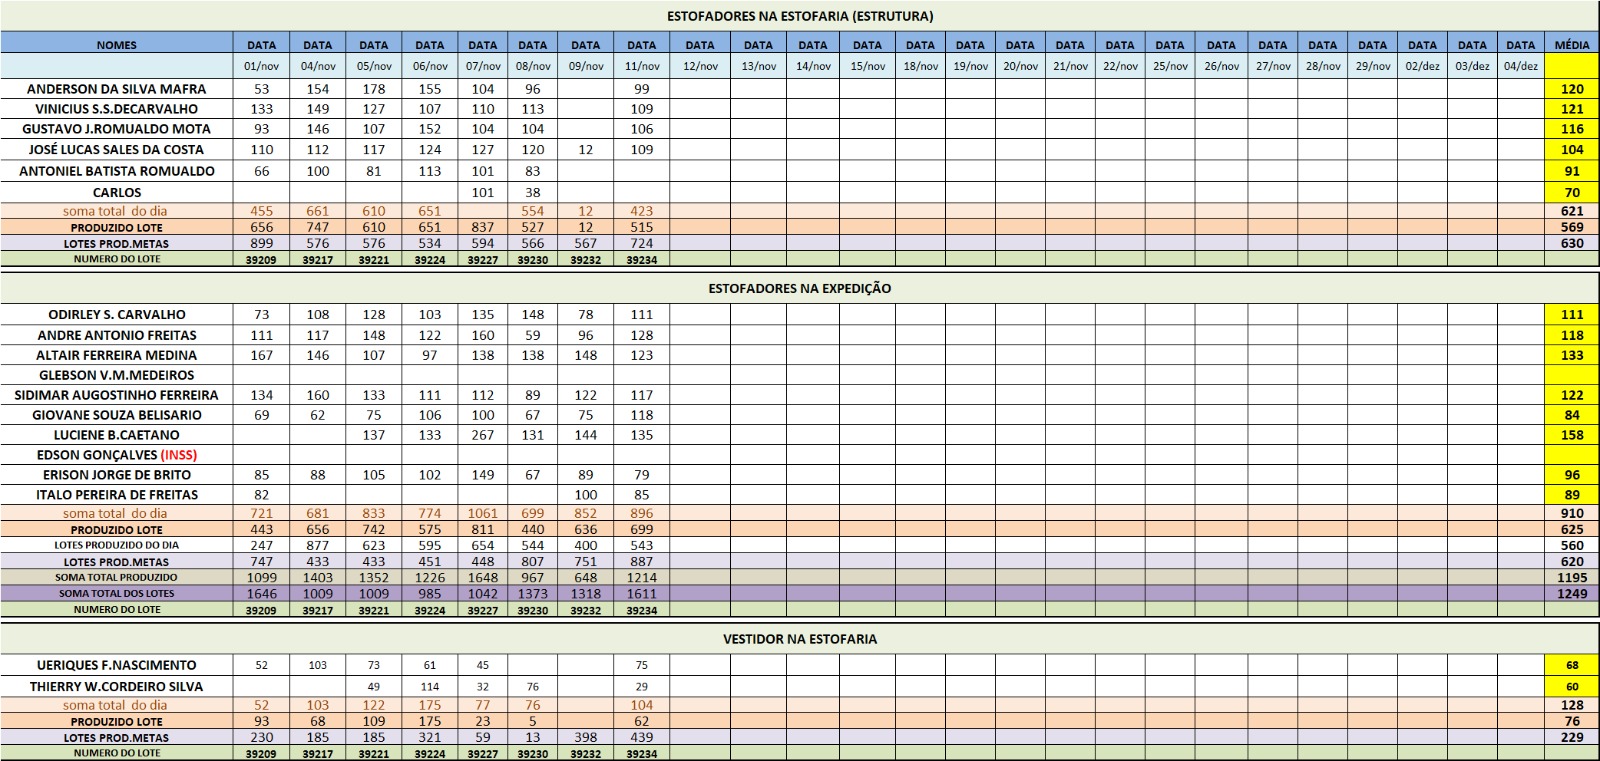 ESTOFADORES NA ESTOFARIA (ESTRUTURA)
NOMES DATA DATA DATA DATA DATA DATA DATA DATA DATA DATA DATA DATA DATA DATA DATA DATA DATA DATA DATA DATA DATA DATA DATA DATA MÉDIA
01/nov 04/nov 05/nov 06/nov 07/nov 08/nov 09/nov 11/nov 12/nov 13/nov 14/nov 15/nov 18/nov 19/nov 20/nov 21/nov 22/nov 25/nov 26/nov 27/nov 28/nov 29/nov 02/dez 03/dez 04/dez
ANDERSON DA SILVA MAFRA 53 154 178 155 104 96 99 120
VINICIUS S.S.DECARVALHO 133 149 127 107 110 113 109 121
GUSTAVO J.ROMUALDO MOTA 93 146 107 152 104 104 106 116
JOSÉ LUCAS SALES DA COSTA 110 112 117 124 127 120 12 109 104
ANTONIEL BATISTA ROMUALDO 66 100 81 113 101 83 91
CARLOS 101 38 70
soma total do dia 455 661 610 651 554 12 423 621
PRODUZIDO LOTE 656 747 610 651 837 527 12 515 569
LOTES PROD.METAS 899 576 576 534 594 566 567 724 630
NUMERO DO LOTE 39209 39217 39221 39224 39227 39230 39232 39234
ESTOFADORES NA EXPEDIÇÃO
ODIRLEY S. CARVALHO 73 108 128 103 135 148 78 111 111
ANDRE ANTONIO FREITAS 111 117 148 122 160 59 96 128 118
ALTAIR FERREIRA MEDINA 167 146 107 97 138 138 148 123 133
GLEBSON V.M.MEDEIROS
SIDIMAR AUGOSTINHO FERREIRA 134 160 133 111 112 89 122 117 122
GIOVANE SOUZA BELISARIO 69 62 75 106 100 67 75 118 84
LUCIENE B.CAETANO 137 133 267 131 144 135 158
EDSON GONÇALVES (INSS)
ERISON JORGE DE BRITO 85 88 105 102 149 67 89 79 96
ITALO PEREIRA DE FREITAS 82 100 85 89
soma total do dia 721 681 833 774 1061 699 852 896 910
PRODUZIDO LOTE 443 656 742 575 811 440 636 699 625
LOTES PRODUZIDO DO DIA 247 877 623 595 654 544 400 543 560
LOTES PROD.METAS 747 433 433 451 448 807 751 887 620
SOMA TOTAL PRODUZIDO 1099 1403 1352 1226 1648 967 648 1214 1195
SOMA TOTAL DOS LOTES 1646 1009 1009 985 1042 1373 1318 1611 1249
NUMERO DO LOTE 39209 39217 39221 39224 39227 39230 39232 39234
VESTIDOR NA ESTOFARIA
UERIQUES F.NASCIMENTO 52 103 73 61 45 75 68
THIERRY W.CORDEIRO SILVA 49 114 32 76 29 60
soma total do dia 52 103 122 175 77 76 104 128
PRODUZIDO LOTE 93 68 109 175 23 5 62 76
LOTES PROD.METAS 230 185 185 321 59 13 398 439 229
NUMERO DO LOTE 39209 39217 39221 39224 39227 39230 39232 39234